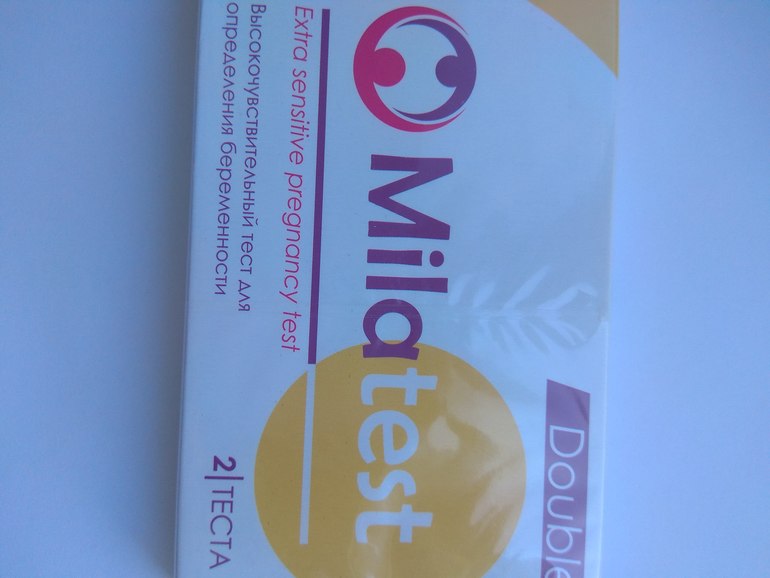 Double
Milatest
Extra sensitive pregnancy test
Высокочувствительный тест для
определения беременности
2|ТЕСТА